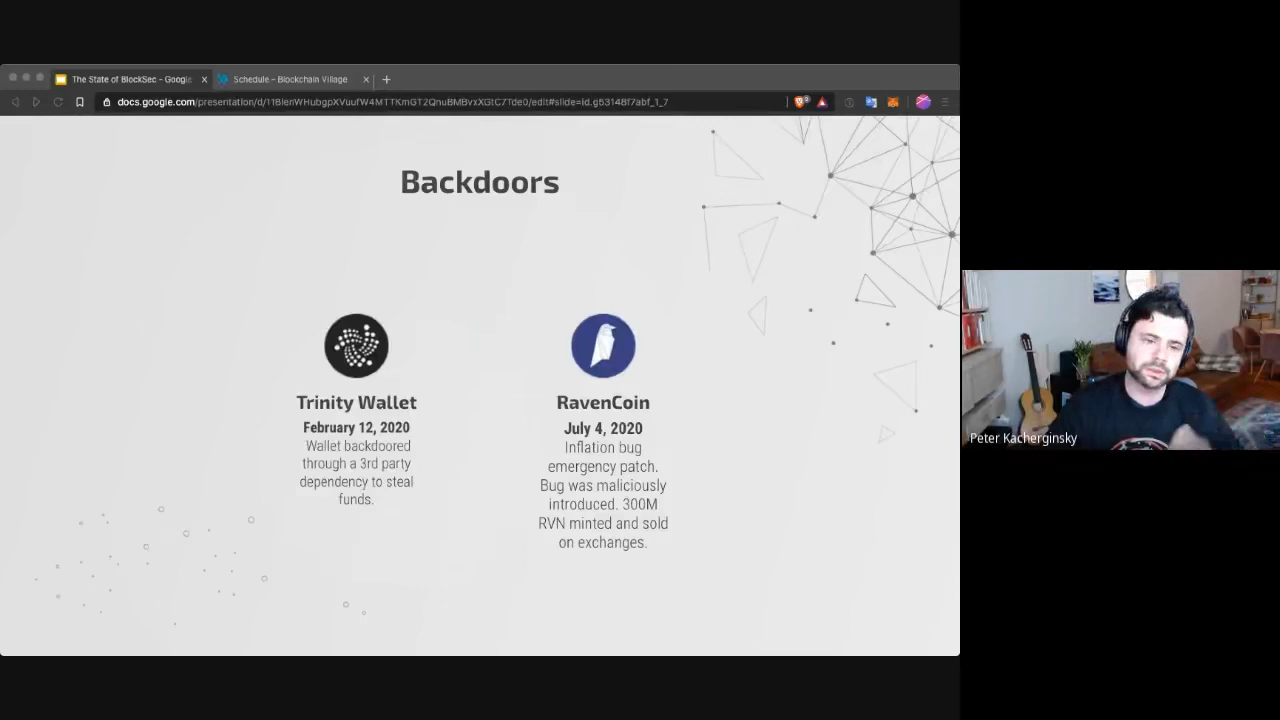 The State of BlockSec - Google
Schedule – Blockchain Village
Backdoors
Trinity Wallet
February 12, 2020
Wallet backdoored
through a 3rd party
dependency to steal
funds.
RavenCoin
July 4, 2020
Inflation bug
emergency patch.
Bug was maliciously
introduced. 300M
RVN minted and sold
on exchanges.
Peter Kacherginsky